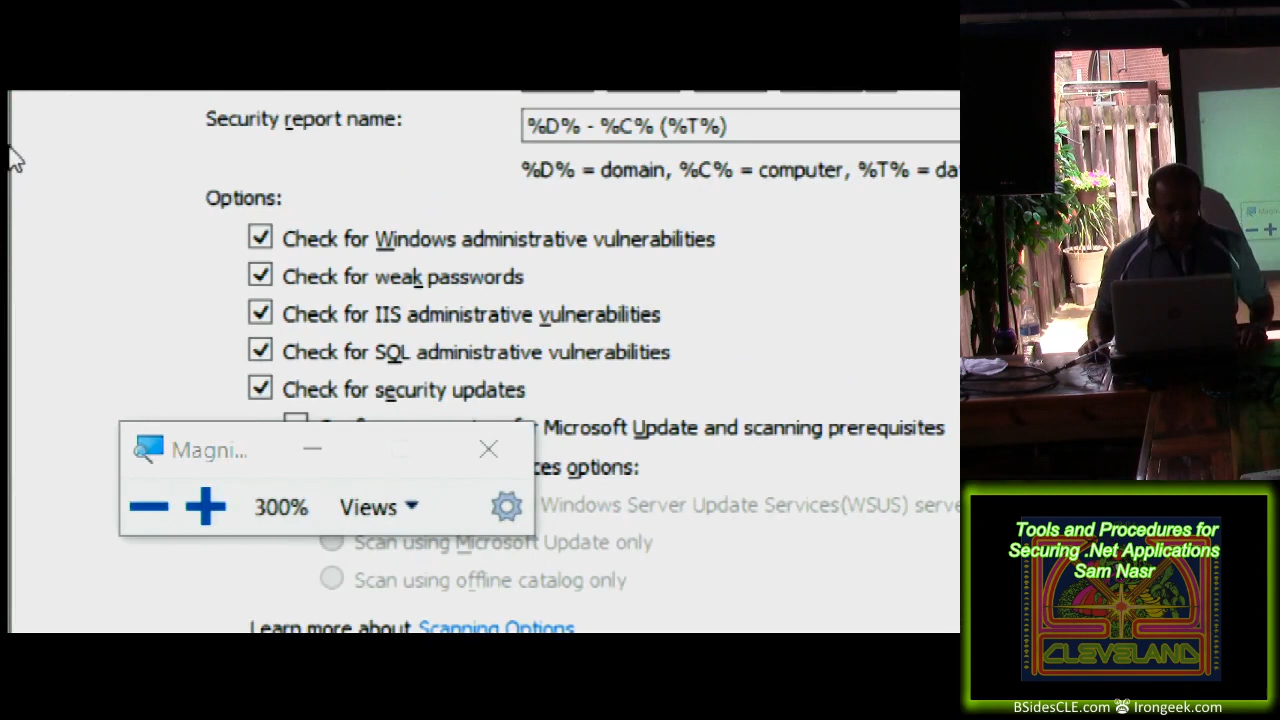 Security report name:
%D% - %C% (%T%)
%D% = domain, %C% = computer, %T% = da
Options:
Check for Windows administrative vulnerabilities
Check for weak passwords
Check for IIS administrative vulnerabilities
Check for SQL administrative vulnerabilities
Check for security updates
Microsoft Update and scanning prerequisites
Magni...
ces options:
300%
Views
Windows Server Update Services(WSUS) serve
Scan using Microsoft Update only
Scan using offline catalog only
Learn more about Scanning Options
Tools and Procedures for
Securing .Net Applications
Sam Nasr
CLEVELAND
BSidesCLE.com Irongeek.com